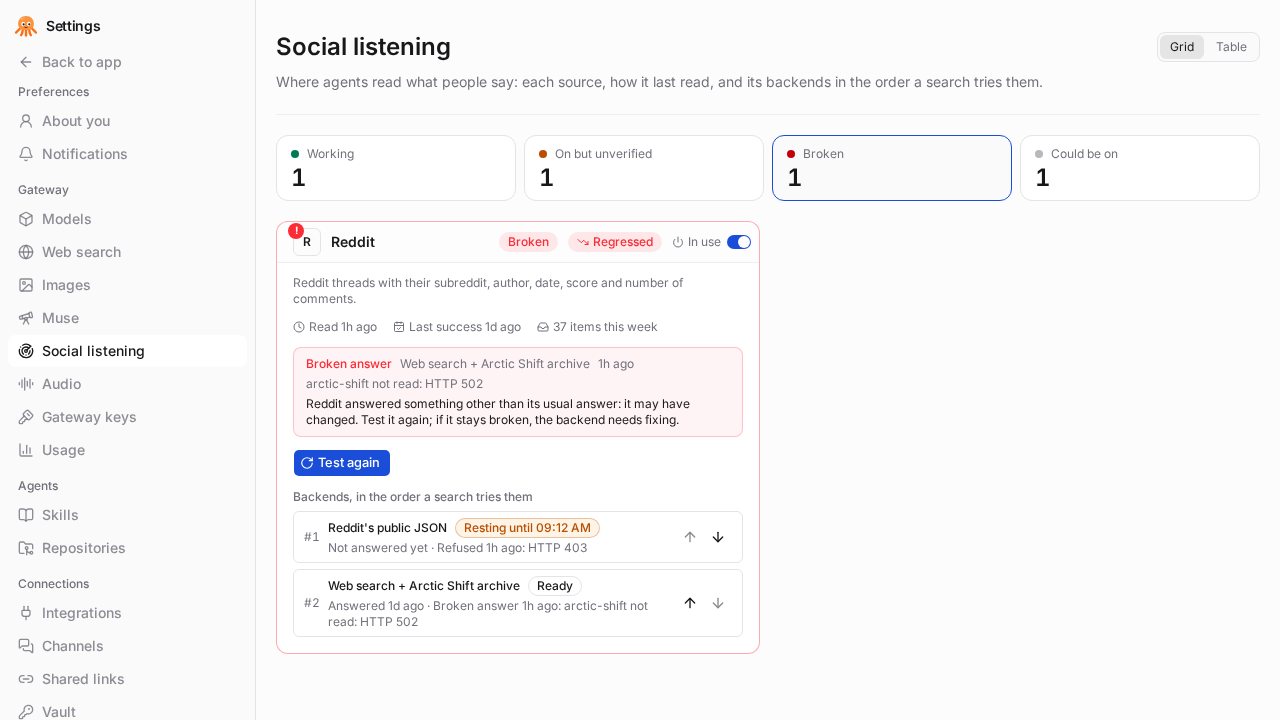 Settings
Back to app
Preferences
About you
Notifications
Gateway
Models
Web search
Images
Muse
Social listening
Audio
Gateway keys
Usage
Agents
Skills
Repositories
Connections
Integrations
Channels
Shared links
Vault
Social listening
Grid
Table
Where agents read what people say: each source, how it last read, and its backends in the order a search tries them.
Working
1
On but unverified
1
Broken
1
Could be on
1
!
R
Reddit
Broken
Regressed
In use
Reddit threads with their subreddit, author, date, score and number of
comments.
Read 1h ago
Last success 1d ago
37 items this week
Broken answer Web search + Arctic Shift archive 1h ago
arctic-shift not read: HTTP 502
Reddit answered something other than its usual answer: it may have
changed. Test it again; if it stays broken, the backend needs fixing.
Test again
Backends, in the order a search tries them
#1
Reddit's public JSON
Resting until 09:12 AM
Not answered yet · Refused 1h ago: HTTP 403
#2
Web search + Arctic Shift archive
Ready
Answered 1d ago · Broken answer 1h ago: arctic-shift not
read: HTTP 502